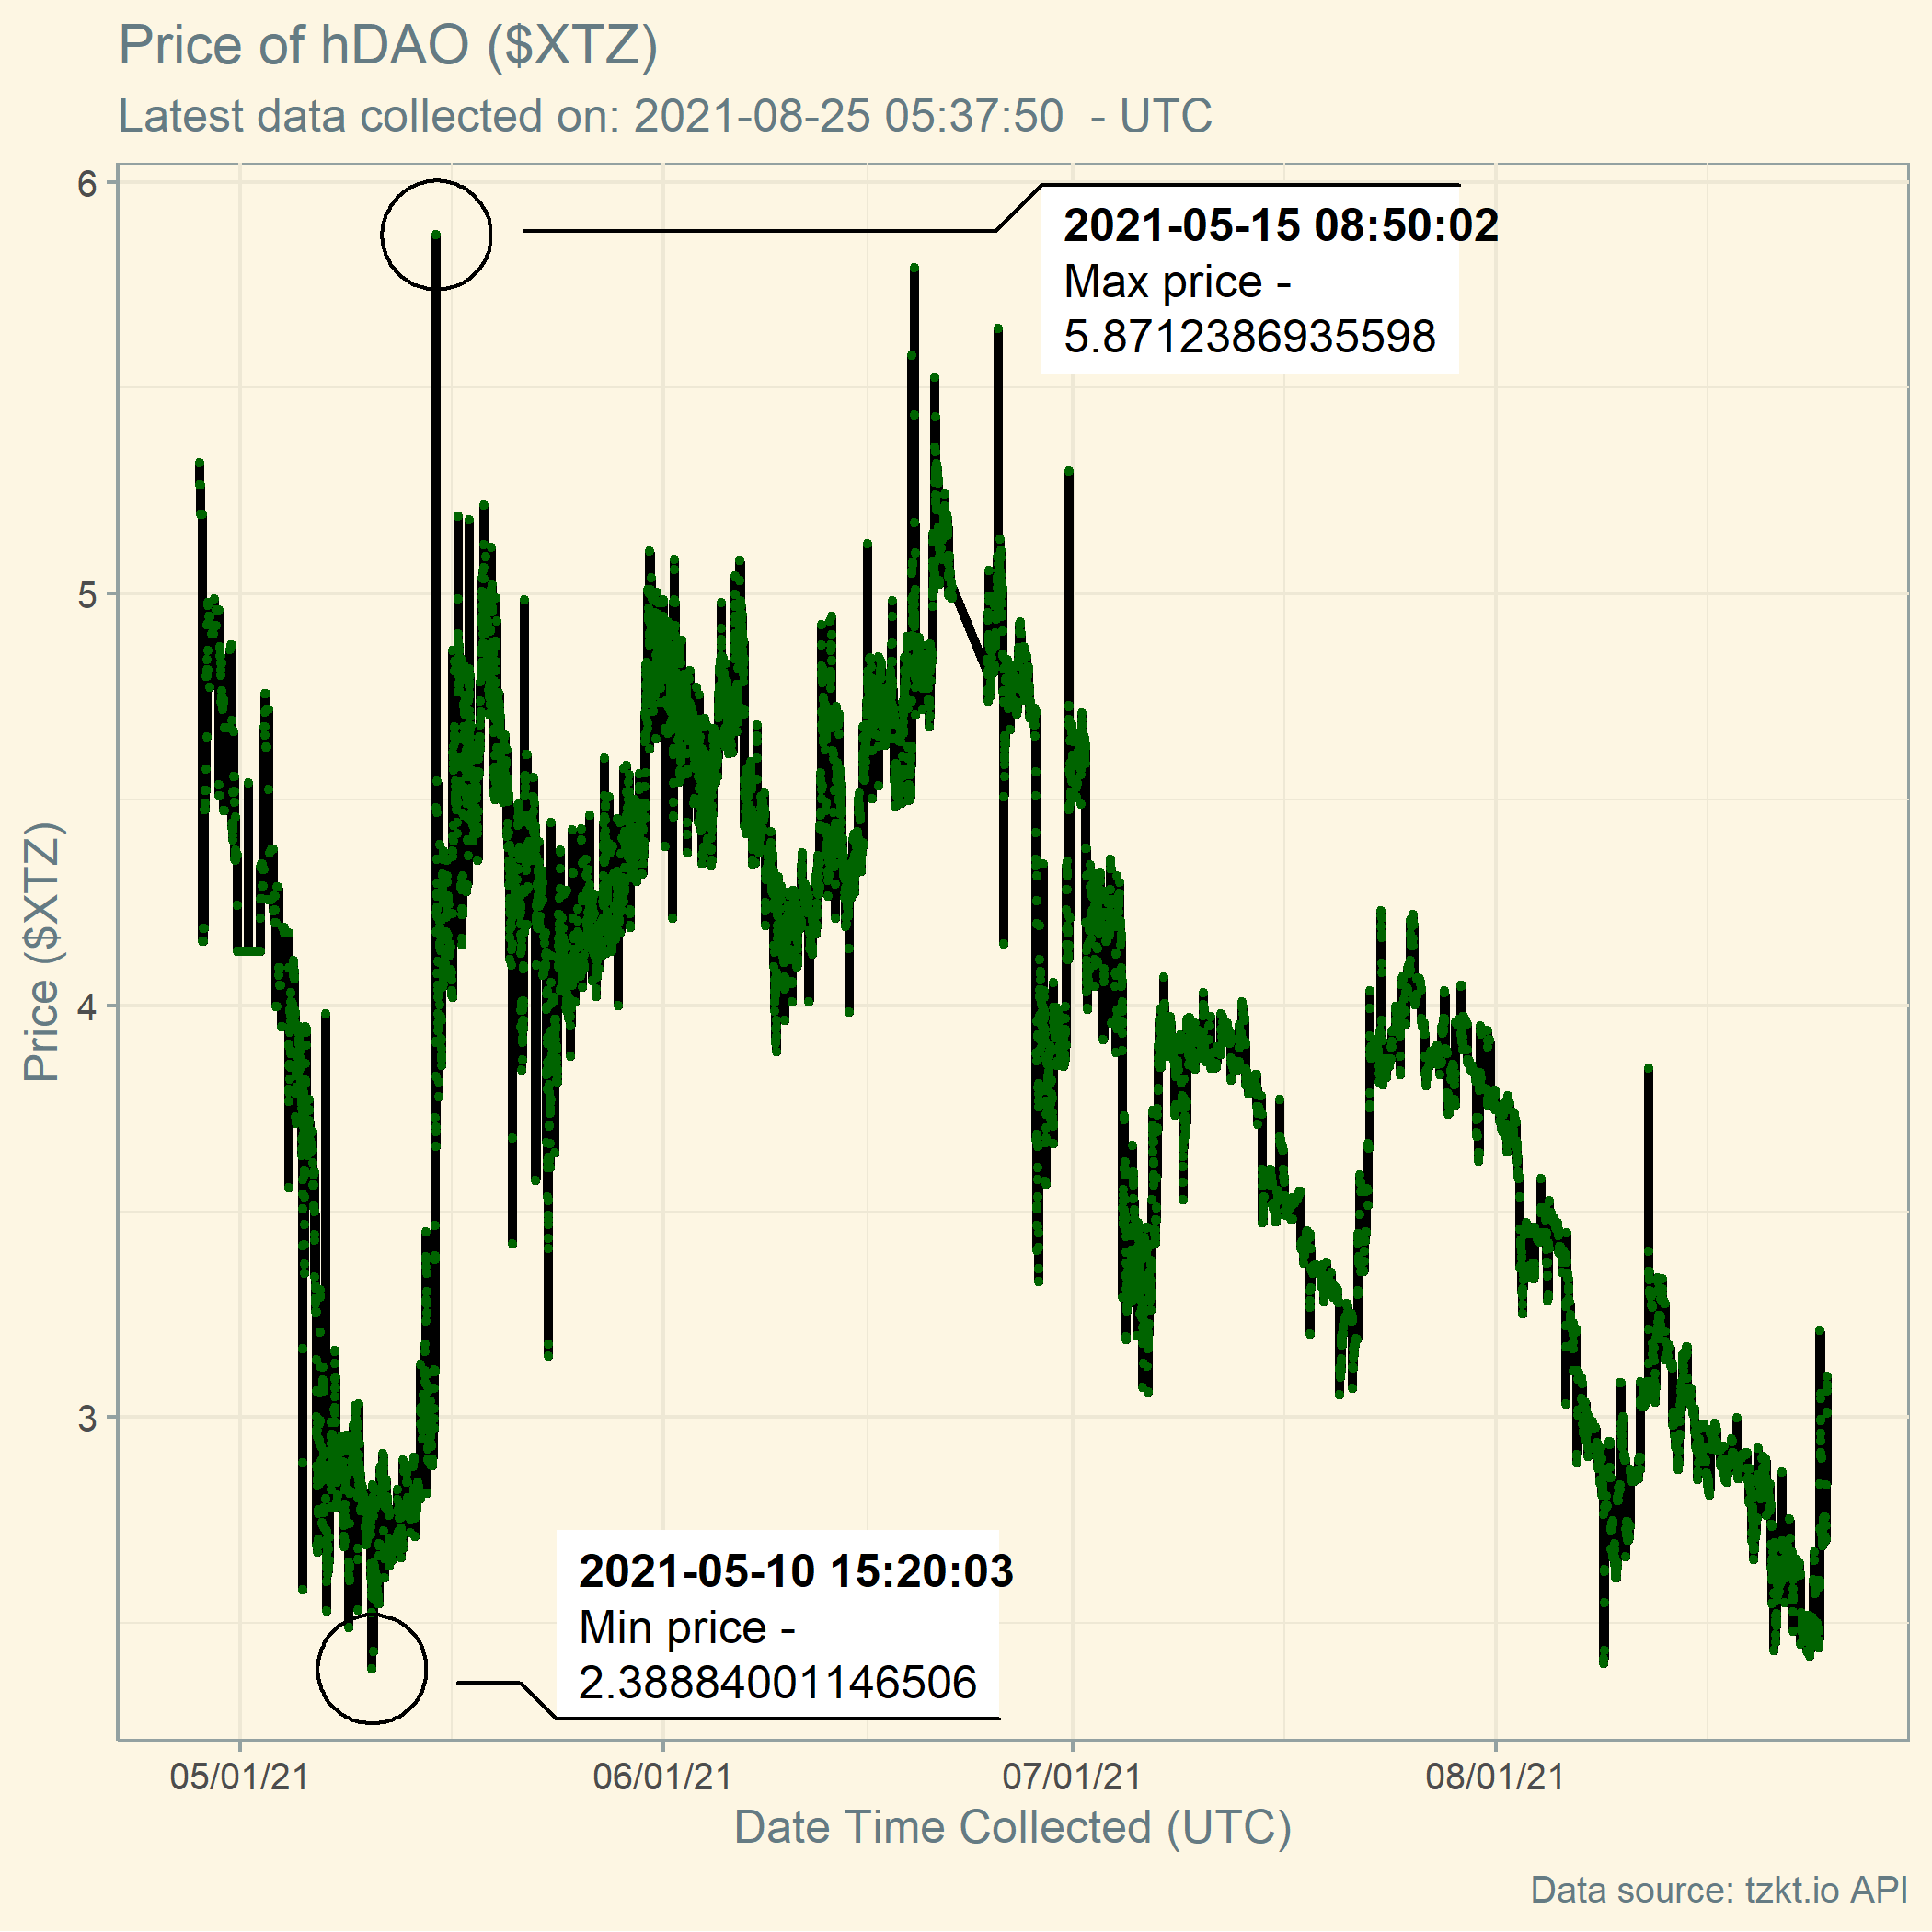 Price of hDAO ($XTZ)
Latest data collected on: 2021-08-25 05:37:50  - UTC
6
5
4
3
Price ($XTZ)
2021-05-15 08:50:02
Max price -
5.8712386935598
2021-05-10 15:20:03
Min price -
2.38884001146506
05/01/21
06/01/21
07/01/21
08/01/21
Date Time Collected (UTC)
Data source: tzkt.io API